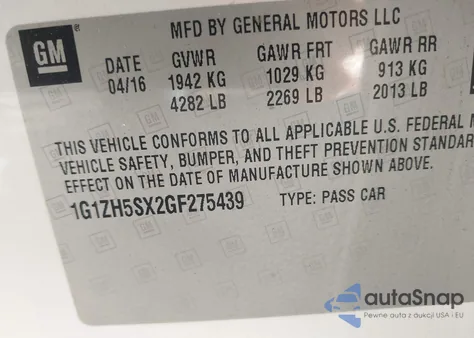 MFD BY GENERAL MOTORS LLC
GM
DATE GVWR GAWR FRT GAWR RR
04/16 1942 KG 1029 KG 913 KG
4282 LB 2269 LB 2013 LB
THIS VEHICLE CONFORMS TO ALL APPLICABLE U.S. FEDERAL M
VEHICLE SAFETY, BUMPER, AND THEFT PREVENTION STANDAR
EFFECT ON THE DATE OF MANUFACTURE SHOWN ABOVE.
1G1ZH5SX2GF275439 TYPE: PASS CAR
autoSnap
Pewne auta z aukcji USA i EU